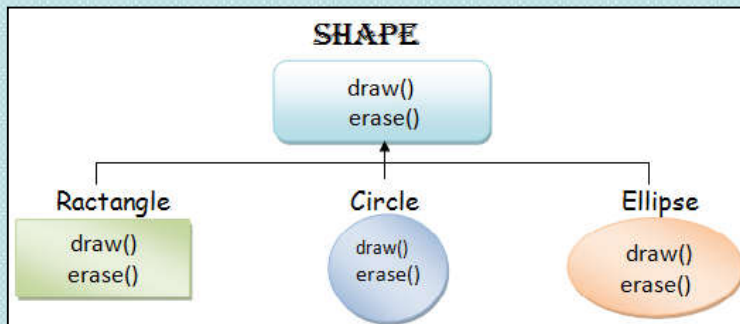 SHAPE
draw()
erase()
Ractangle
draw()
erase()
Circle
draw()
erase()
Ellipse
draw()
erase()